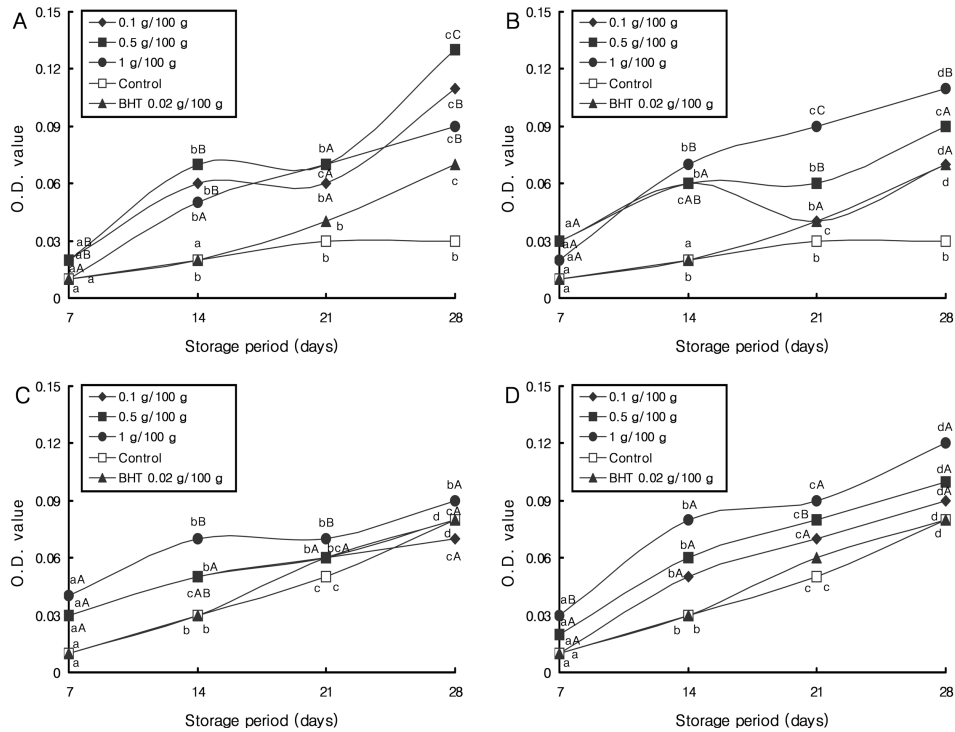 A
0.15
0.12
0.09
0.06
0.03
0
O.D. value
0.1 g/100 g
0.5 g/100 g
1 g/100 g
Control
BHT 0.02 g/100 g
aB
aB
aA
aA
a
a
bB
bB
bA
a
b
bA
cA
bA
b
b
cC
cB
cB
c
b
7
14
21
28
Storage period (days)
B
0.15
0.12
0.09
0.06
0.03
0
O.D. value
0.1 g/100 g
0.5 g/100 g
1 g/100 g
Control
BHT 0.02 g/100 g
aA
aA
aA
a
a
bB
bA
cAB
a
b
cC
bB
bA
c
b
dB
cA
dA
d
b
7
14
21
28
Storage period (days)
C
0.15
0.12
0.09
0.06
0.03
0
O.D. value
0.1 g/100 g
0.5 g/100 g
1 g/100 g
Control
BHT 0.02 g/100 g
aA
aA
aA
a
a
bB
bA
cAB
b
b
bB
bA
bcA
c
c
bA
cA
d
d
cA
7
14
21
28
Storage period (days)
D
0.15
0.12
0.09
0.06
0.03
0
O.D. value
0.1 g/100 g
0.5 g/100 g
1 g/100 g
Control
BHT 0.02 g/100 g
aB
aA
aA
a
a
bA
bA
bA
b
b
cA
cB
cA
c
c
dA
dA
dA
d
d
7
14
21
28
Storage period (days)